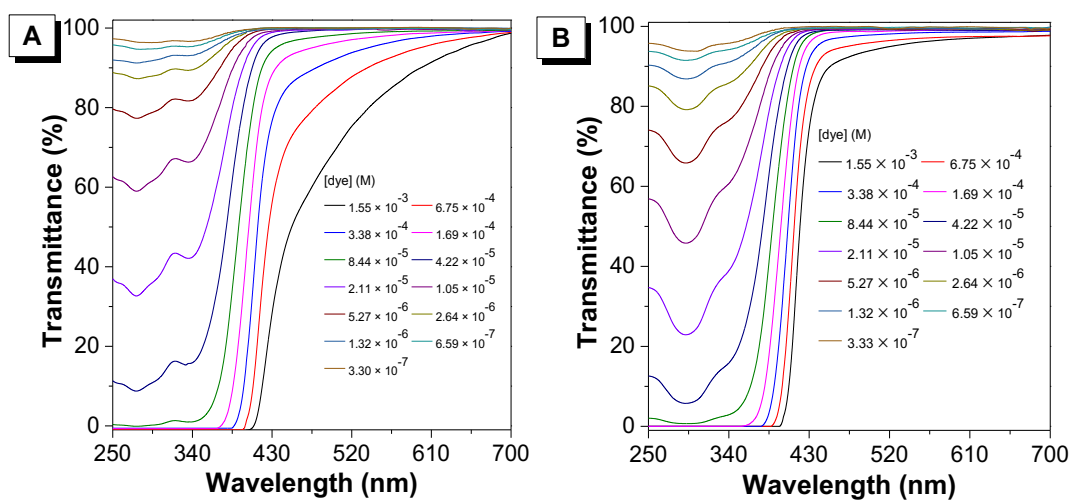 A
Transmittance (%)
100
80
60
40
20
0
[dye] (M)
1.55 × 10⁻³ 6.75 × 10⁻⁴
3.38 × 10⁻⁴ 1.69 × 10⁻⁴
8.44 × 10⁻⁵ 4.22 × 10⁻⁵
2.11 × 10⁻⁵ 1.05 × 10⁻⁵
5.27 × 10⁻⁶ 2.64 × 10⁻⁶
1.32 × 10⁻⁶ 6.59 × 10⁻⁷
3.30 × 10⁻⁷
250 340 430 520 610 700
Wavelength (nm)
B
Transmittance (%)
100
80
60
40
20
0
[dye] (M)
1.55 × 10⁻³ 6.75 × 10⁻⁴
3.38 × 10⁻⁴ 1.69 × 10⁻⁴
8.44 × 10⁻⁵ 4.22 × 10⁻⁵
2.11 × 10⁻⁵ 1.05 × 10⁻⁵
5.27 × 10⁻⁶ 2.64 × 10⁻⁶
1.32 × 10⁻⁶ 6.59 × 10⁻⁷
3.33 × 10⁻⁷
250 340 430 520 610 700
Wavelength (nm)